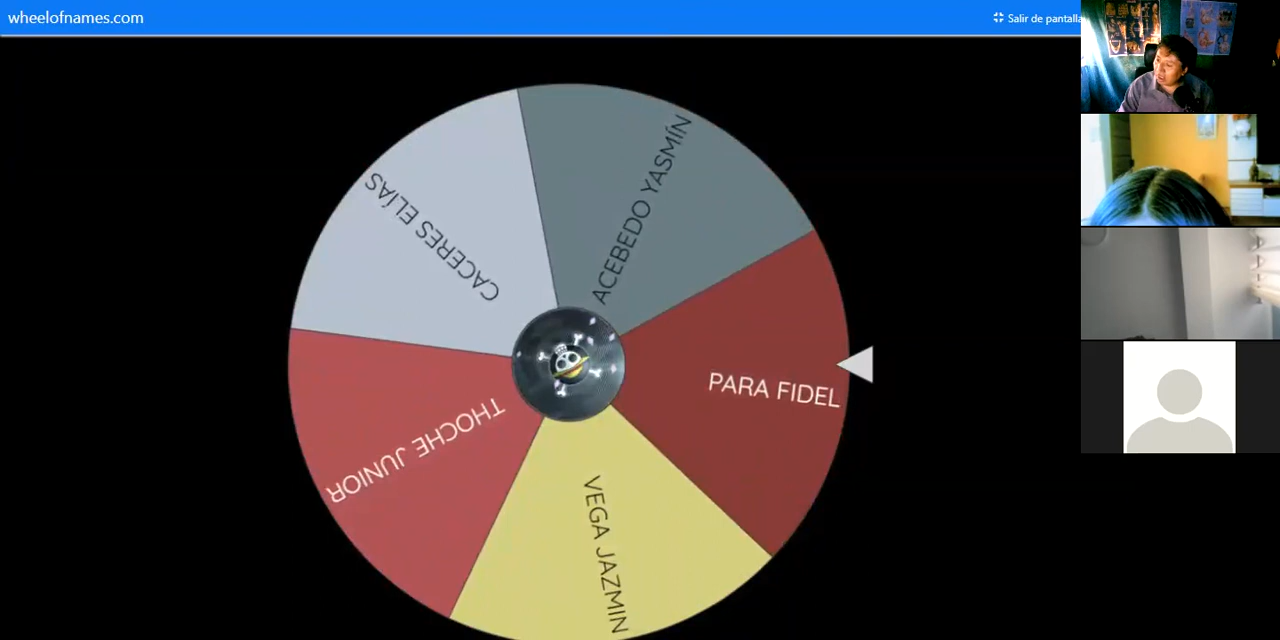 wheelofnames.com
Salir de pantalla
ACEBEDO YASMÍN
CACERES ELÍAS
PARA FIDEL
THOCHE JUNIOR
VEGA JAZMIN